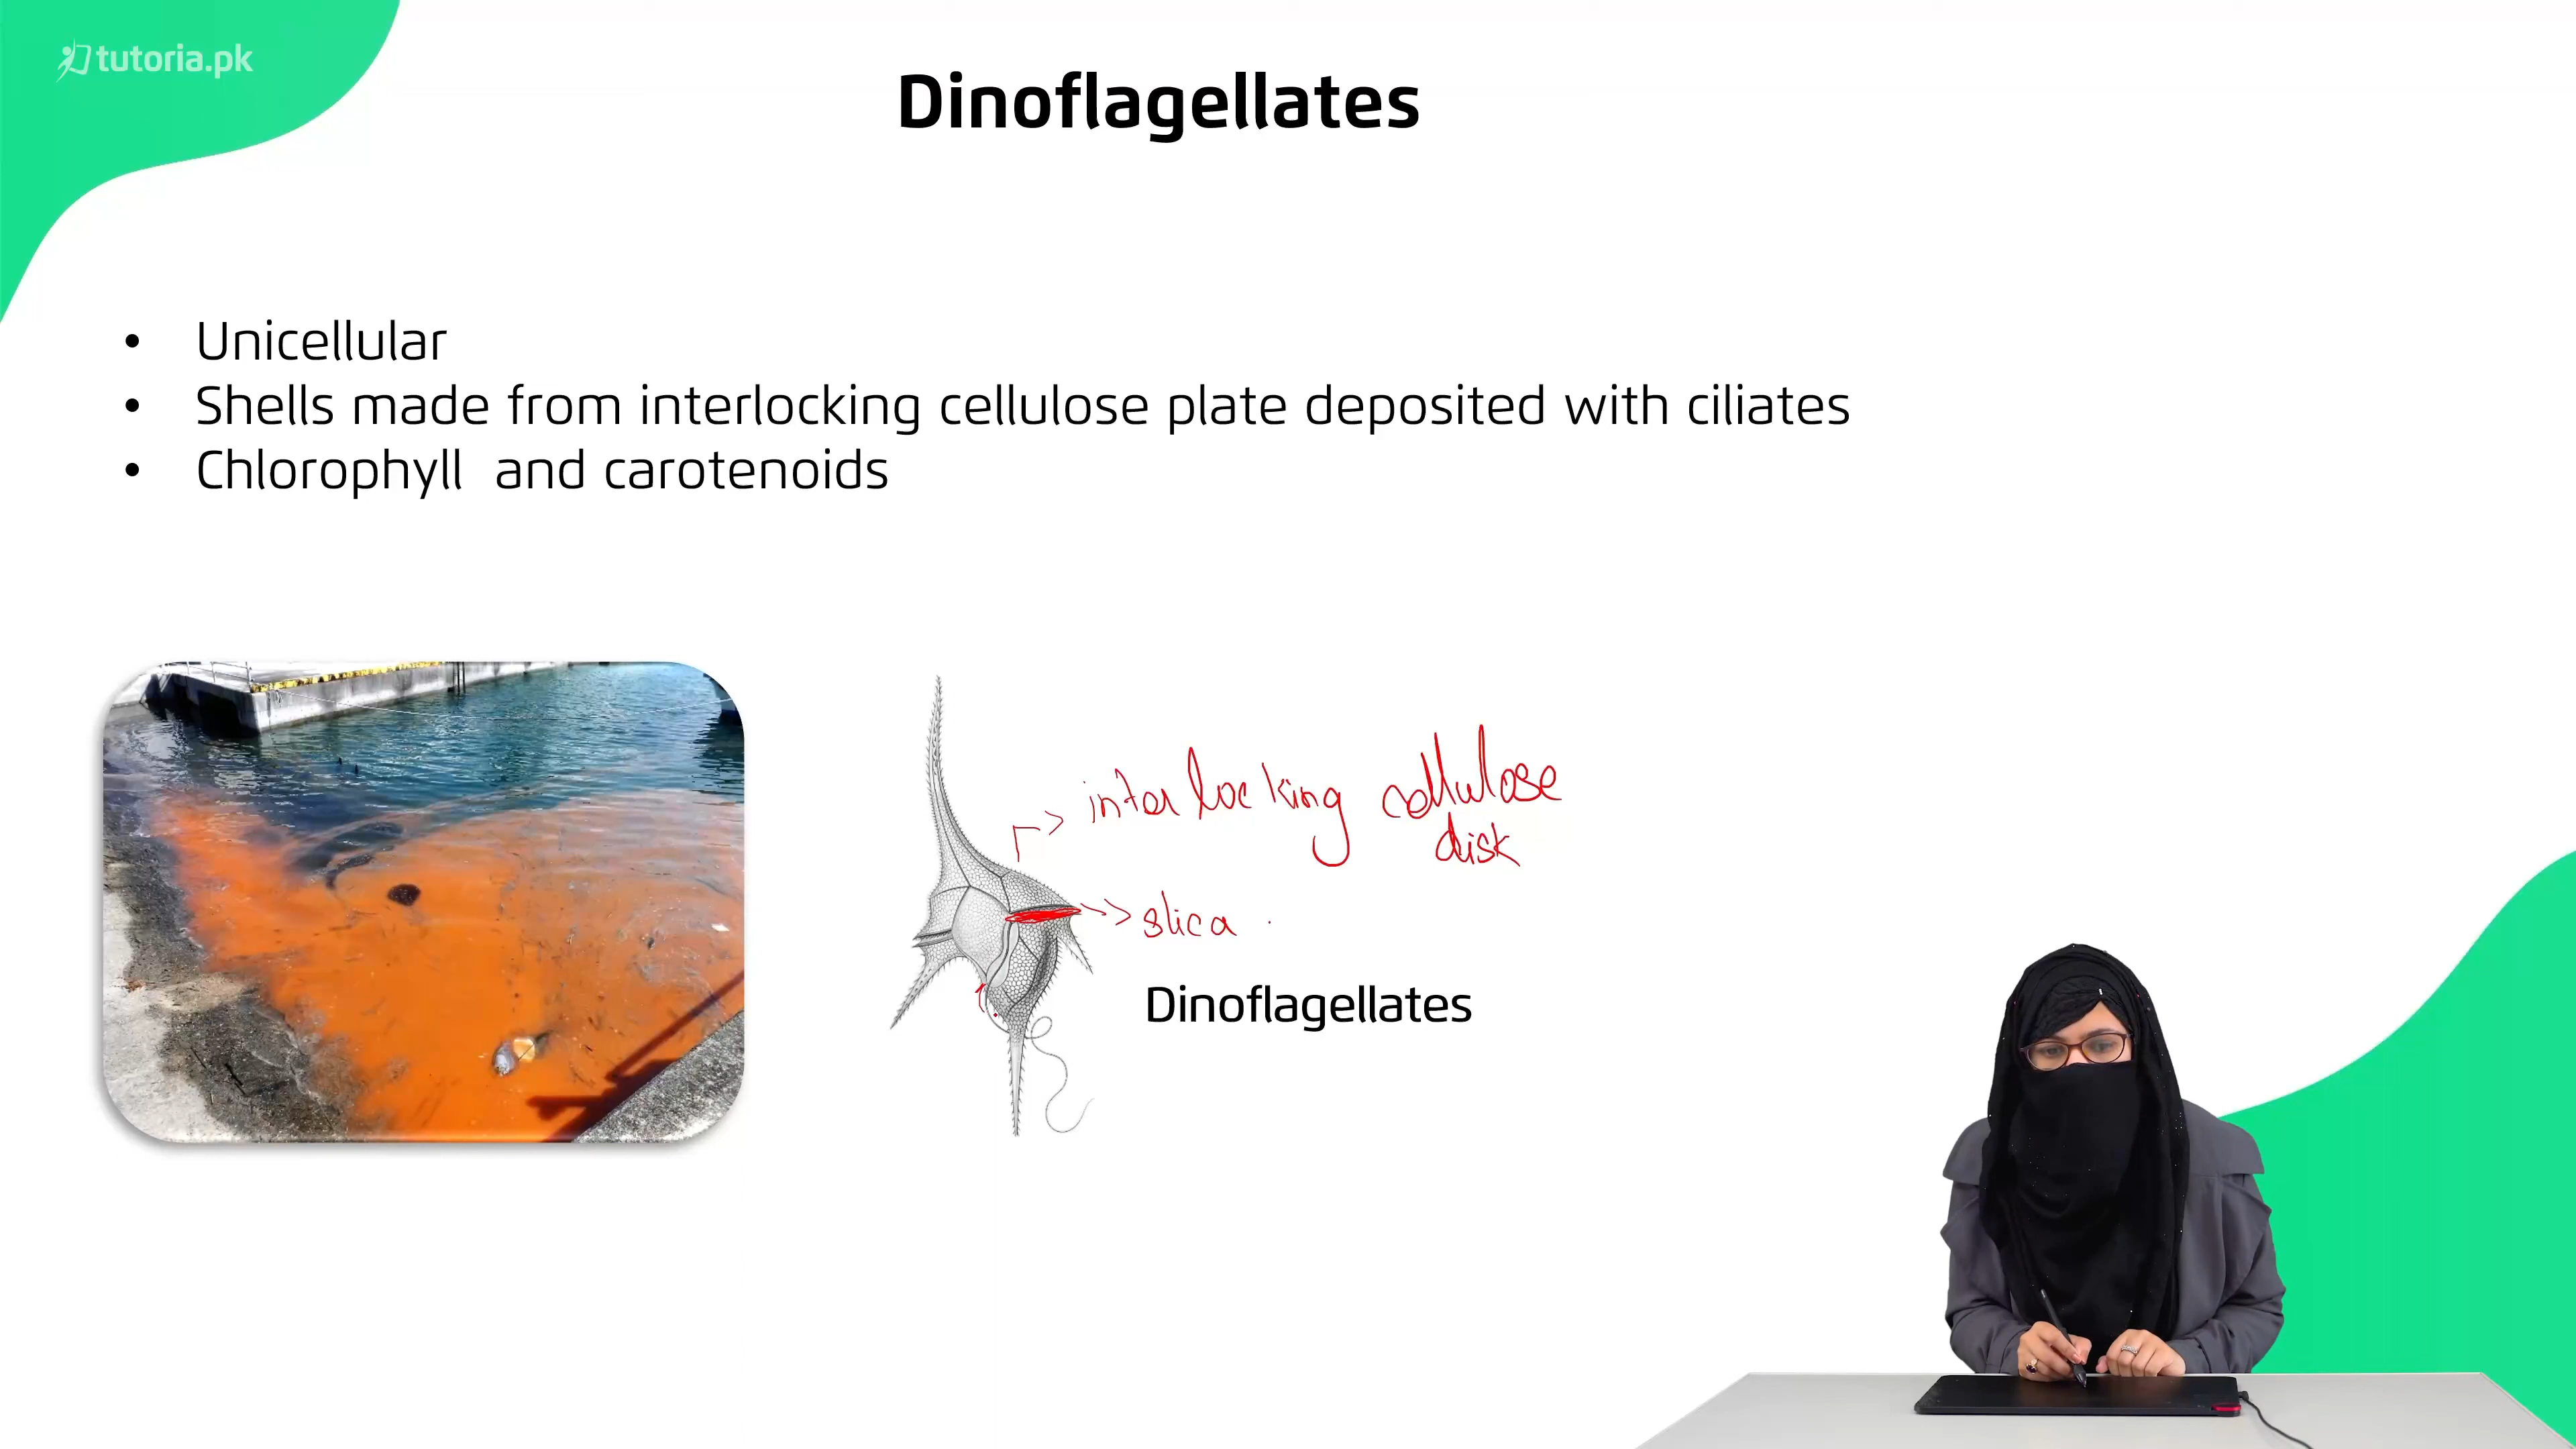 tutoria.pk
Dinoflagellates
• Unicellular
• Shells made from interlocking cellulose plate deposited with ciliates
• Chlorophyll and carotenoids
interlocking cellulose
disk
slica
Dinoflagellates